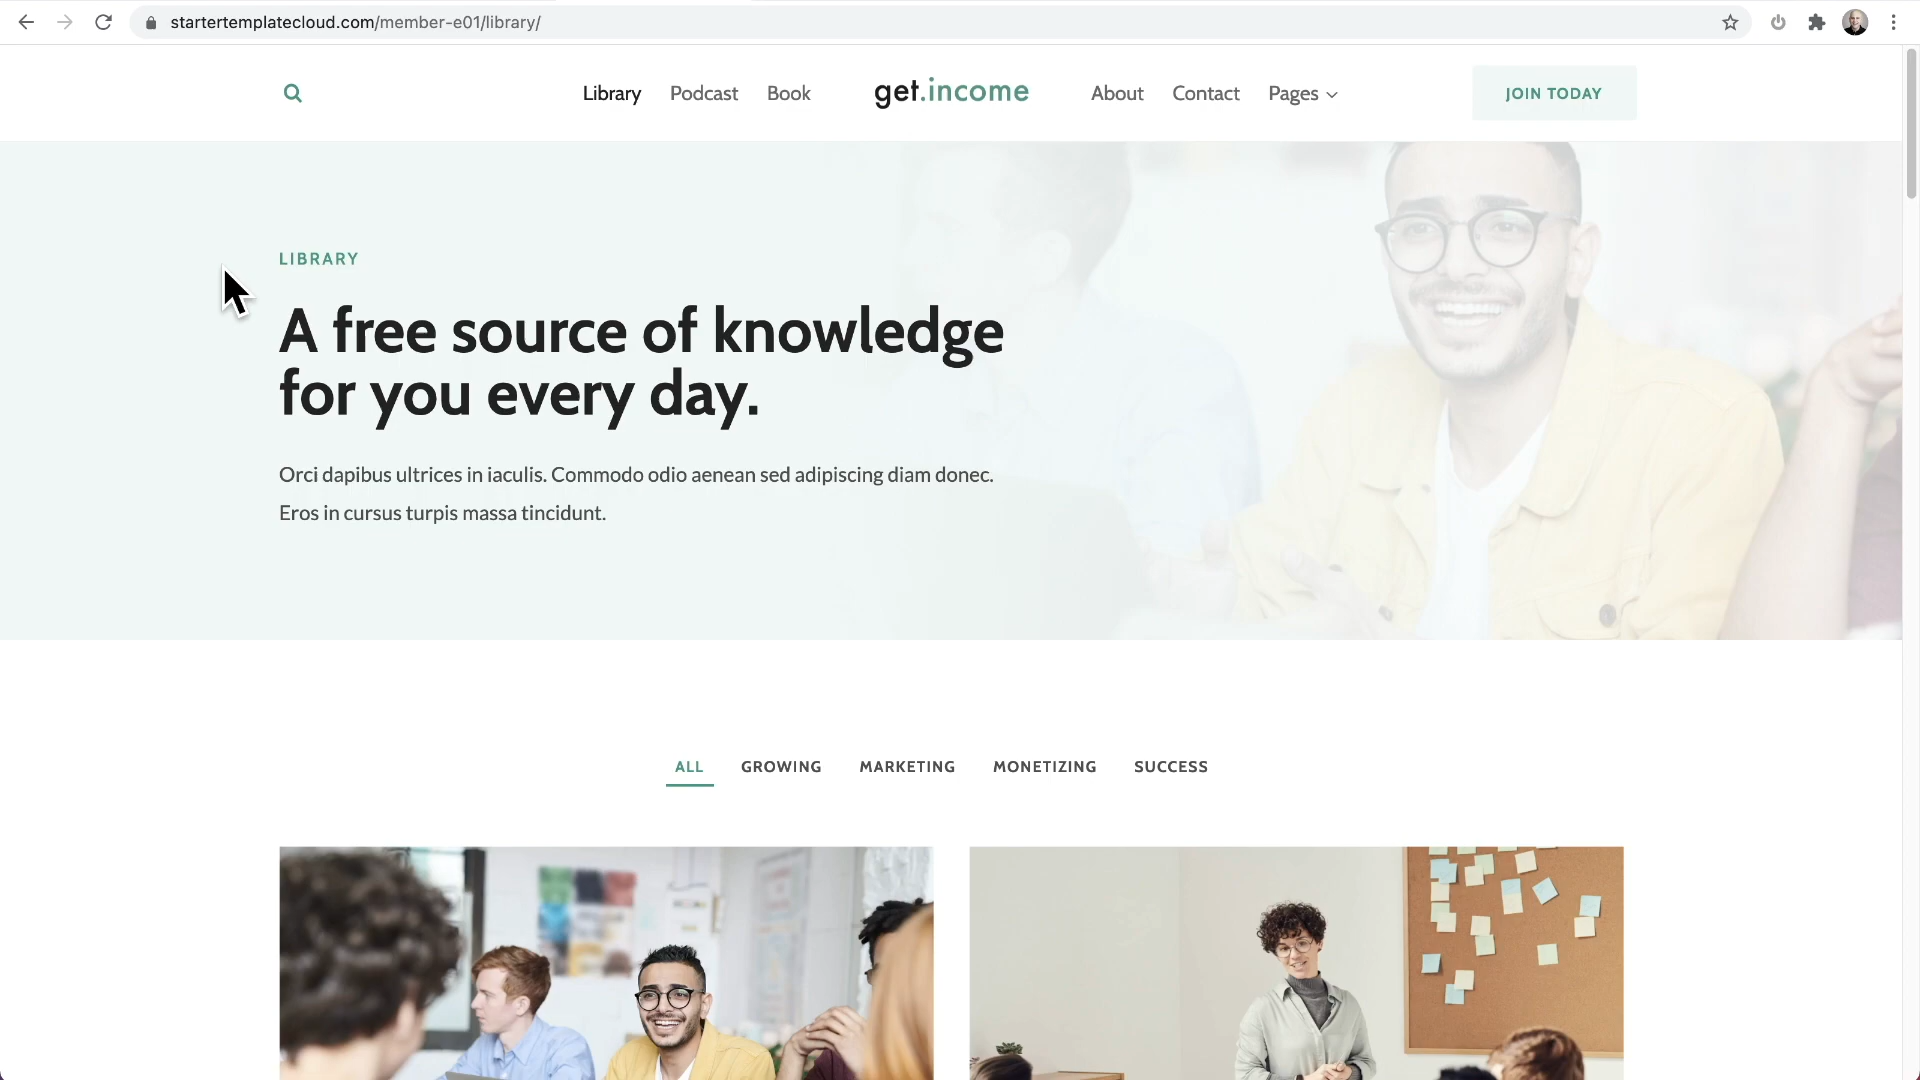 startertemplatecloud.com/member-e01/library/
Library Podcast Book get.income About Contact Pages JOIN TODAY
LIBRARY
A free source of knowledge
for you every day.
Orci dapibus ultrices in iaculis. Commodo odio aenean sed adipiscing diam donec.
Eros in cursus turpis massa tincidunt.
ALL GROWING MARKETING MONETIZING SUCCESS